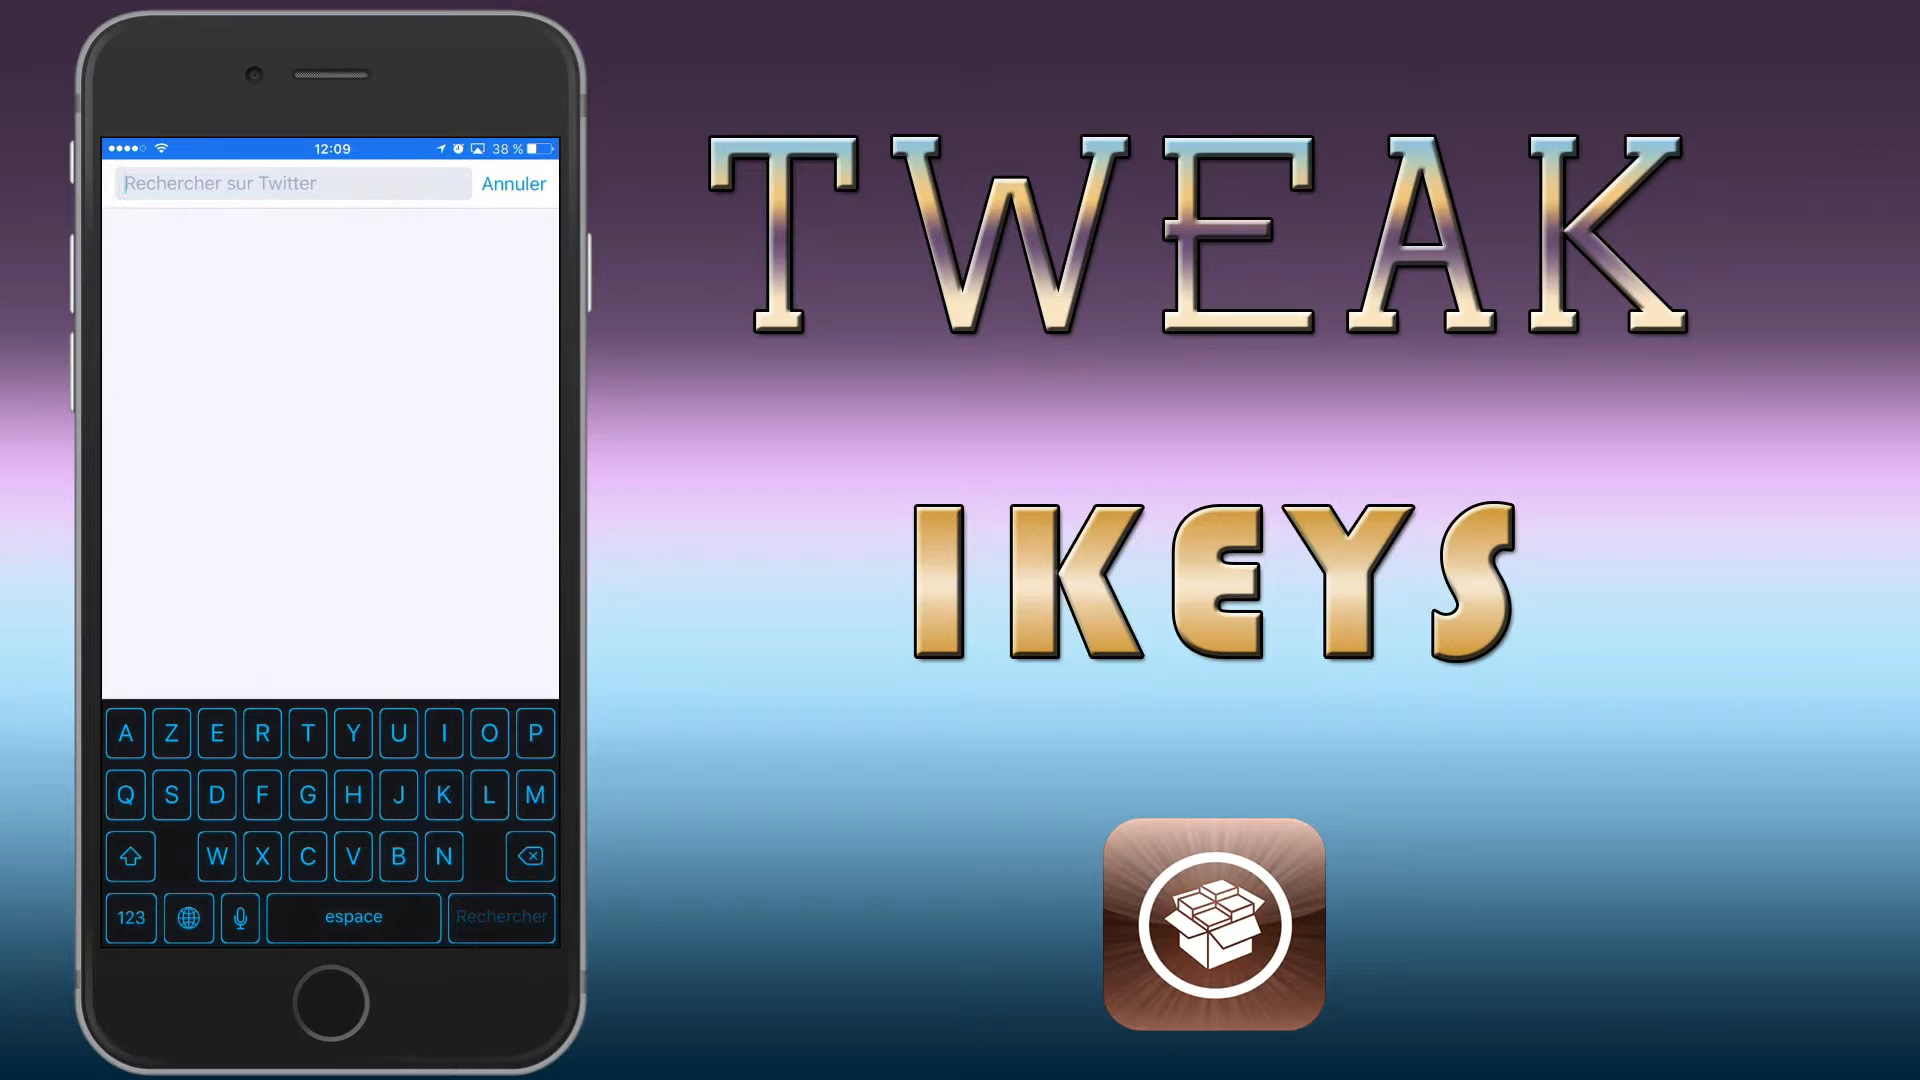 12:09
38 %
Rechercher sur Twitter
Annuler
A Z E R T Y U I O P
Q S D F G H J K L M
W X C V B N
123
espace
Rechercher
TWEAK
IKEYS